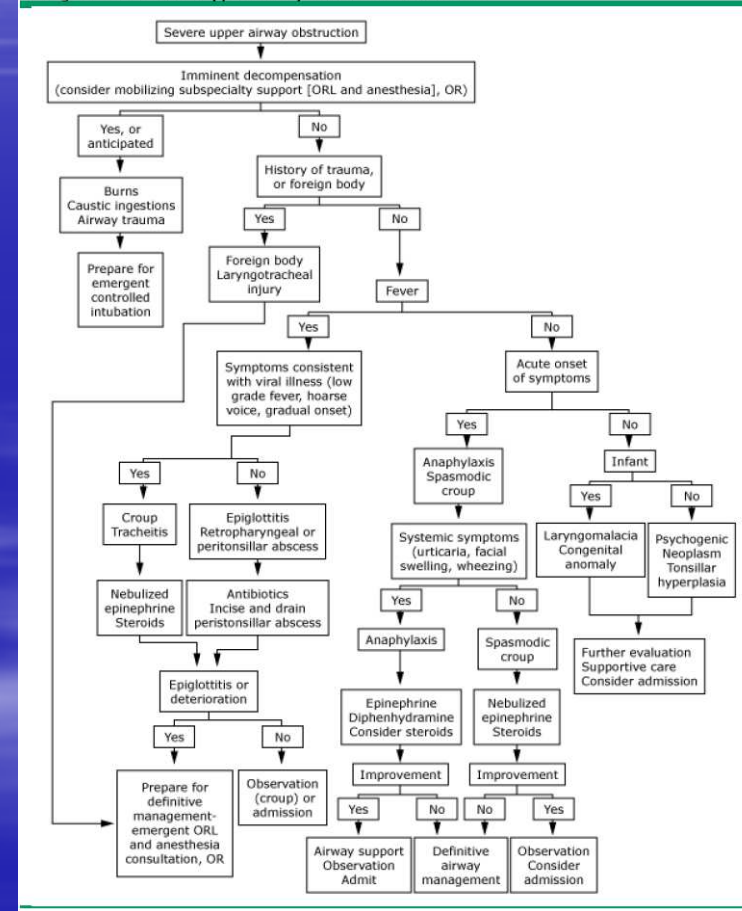 Severe upper airway obstruction
Imminent decompensation
(consider mobilizing subspecialty support [ORL and anesthesia], OR)
Yes, or
anticipated
No
Burns
Caustic ingestions
Airway trauma
History of trauma,
or foreign body
Prepare for
emergent
controlled
intubation
Yes
No
Foreign body
Laryngotracheal
injury
Fever
Yes
No
Symptoms consistent
with viral illness (low
grade fever, hoarse
voice, gradual onset)
Acute onset
of symptoms
Yes
No
Yes
No
Croup
Tracheitis
Epiglottitis
Retropharyngeal or
peritonsillar abscess
Anaphylaxis
Spasmodic
croup
Infant
Yes
No
Nebulized
epinephrine
Steroids
Antibiotics
Incise and drain
peristonsillar abscess
Systemic symptoms
(urticaria, facial
swelling, wheezing)
Laryngomalacia
Congenital
anomaly
Psychogenic
Neoplasm
Tonsillar
hyperplasia
Yes
No
Anaphylaxis
Spasmodic
croup
Further evaluation
Supportive care
Consider admission
Epiglottitis or
deterioration
Yes
No
Epinephrine
Diphenhydramine
Consider steroids
Nebulized
epinephrine
Steroids
Prepare for
definitive
management-
emergent ORL
and anesthesia
consultation, OR
Observation
(croup) or
admission
Improvement
Improvement
Yes
No
No
Yes
Airway support
Observation
Admit
Definitive
airway
management
Observation
Consider
admission